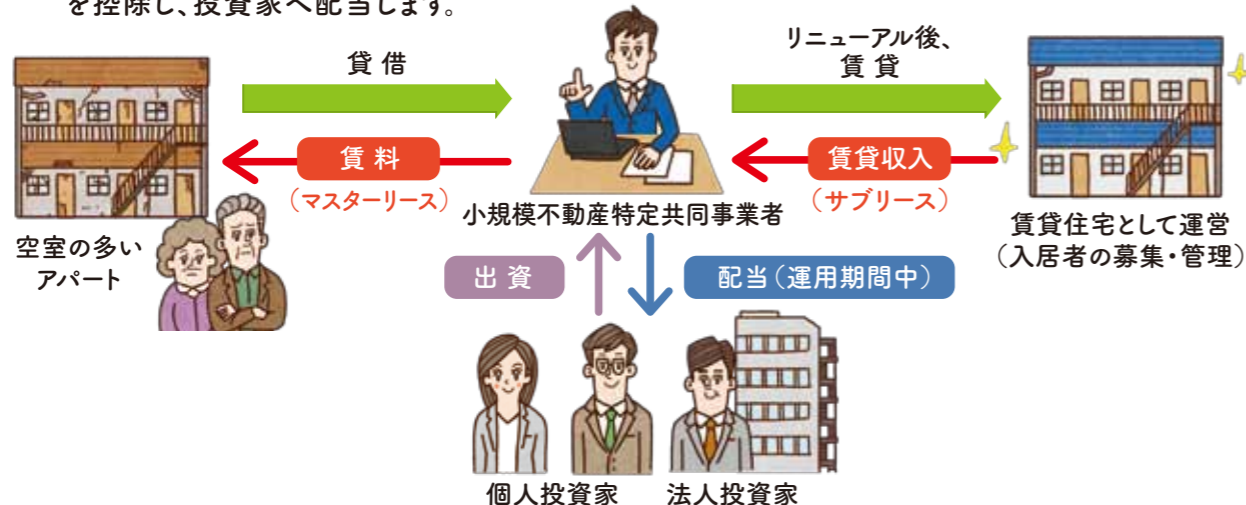 を控除し、投資家へ配当します。
貸借
リニューアル後、
賃貸
賃料
(マスターリース)
賃貸収入
(サブリース)
小規模不動産特定共同事業者
空室の多い
アパート
賃貸住宅として運営
(入居者の募集・管理)
出資
配当(運用期間中)
個人投資家
法人投資家